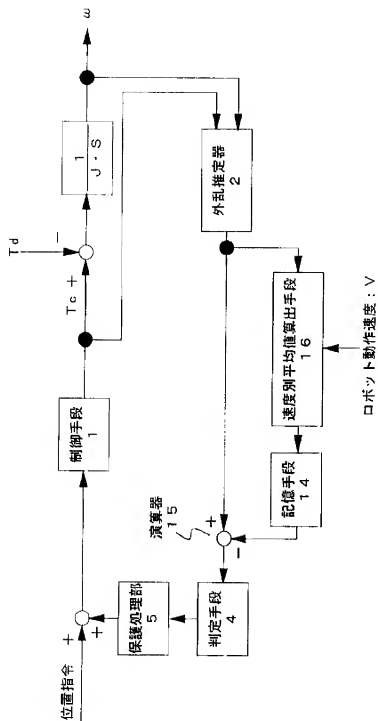 位置指令
+
+
制御手段
1
Tc
+
Td
−
1
J・S
ω
外乱推定器
2
保護処理部
5
判定手段
4
演算器
15
+
−
記憶手段
14
速度別平均値算出手段
16
ロボット動作速度：V